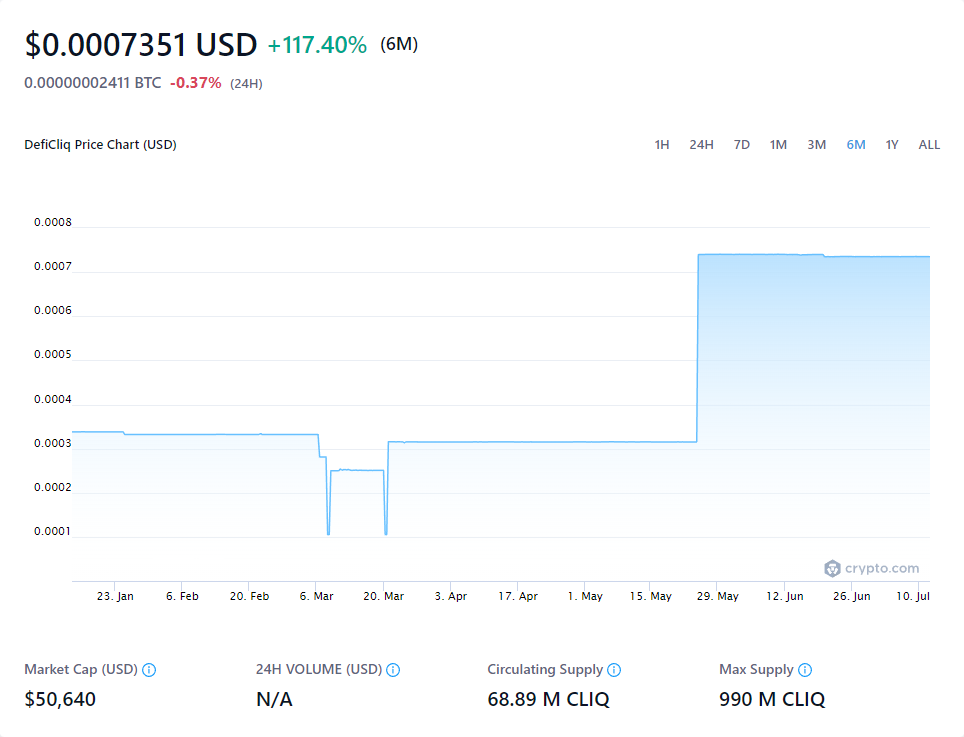 $0.0007351 USD +117.40% (6M)
0.00000002411 BTC -0.37% (24H)
DefiCliq Price Chart (USD) 1H 24H 7D 1M 3M 6M 1Y ALL
0.0008
0.0007
0.0006
0.0005
0.0004
0.0003
0.0002
0.0001
crypto.com
23. Jan 6. Feb 20. Feb 6. Mar 20. Mar 3. Apr 17. Apr 1. May 15. May 29. May 12. Jun 26. Jun 10. Jul
Market Cap (USD) 24H VOLUME (USD) Circulating Supply Max Supply
$50,640 N/A 68.89 M CLIQ 990 M CLIQ